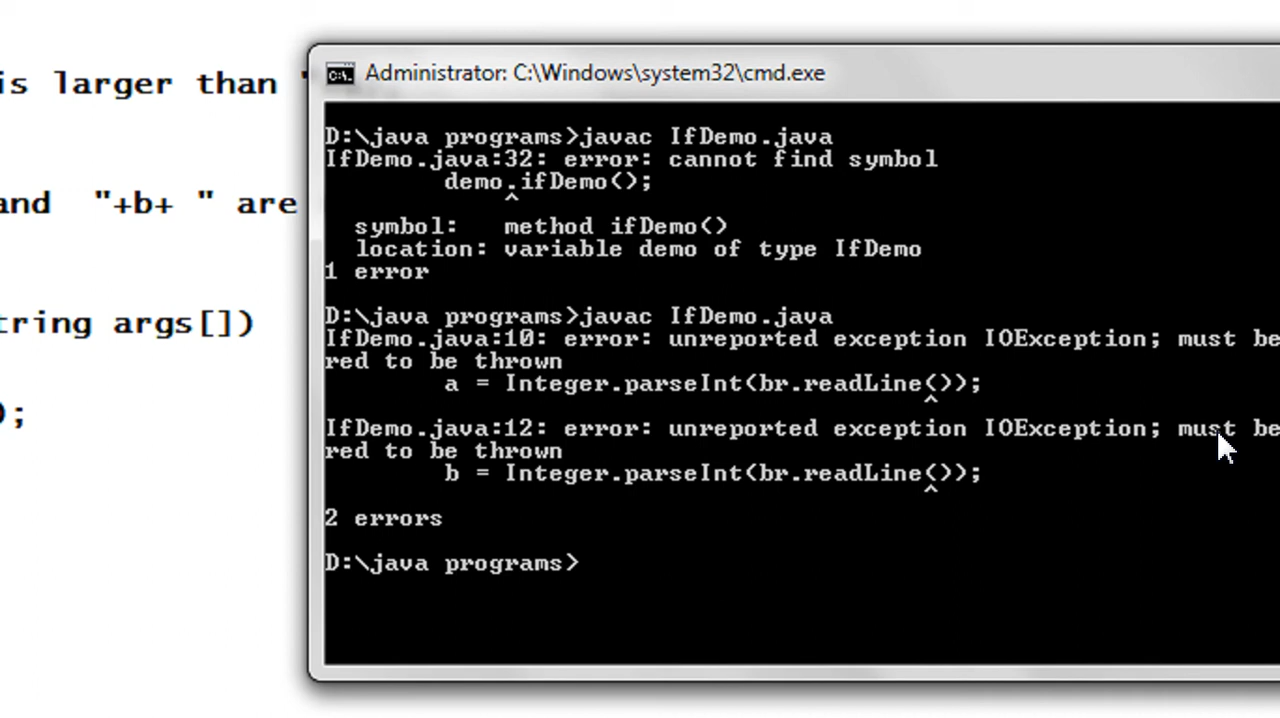 is larger than "
and "+b+ " are
tring args[])
);
Administrator: C:\Windows\system32\cmd.exe
D:\java programs>javac IfDemo.java
IfDemo.java:32: error: cannot find symbol
demo.ifDemo();
^
symbol: method ifDemo()
location: variable demo of type IfDemo
1 error
D:\java programs>javac IfDemo.java
IfDemo.java:10: error: unreported exception IOException; must be
red to be thrown
a = Integer.parseInt(br.readLine());
^
IfDemo.java:12: error: unreported exception IOException; must be
red to be thrown
b = Integer.parseInt(br.readLine());
^
2 errors
D:\java programs>